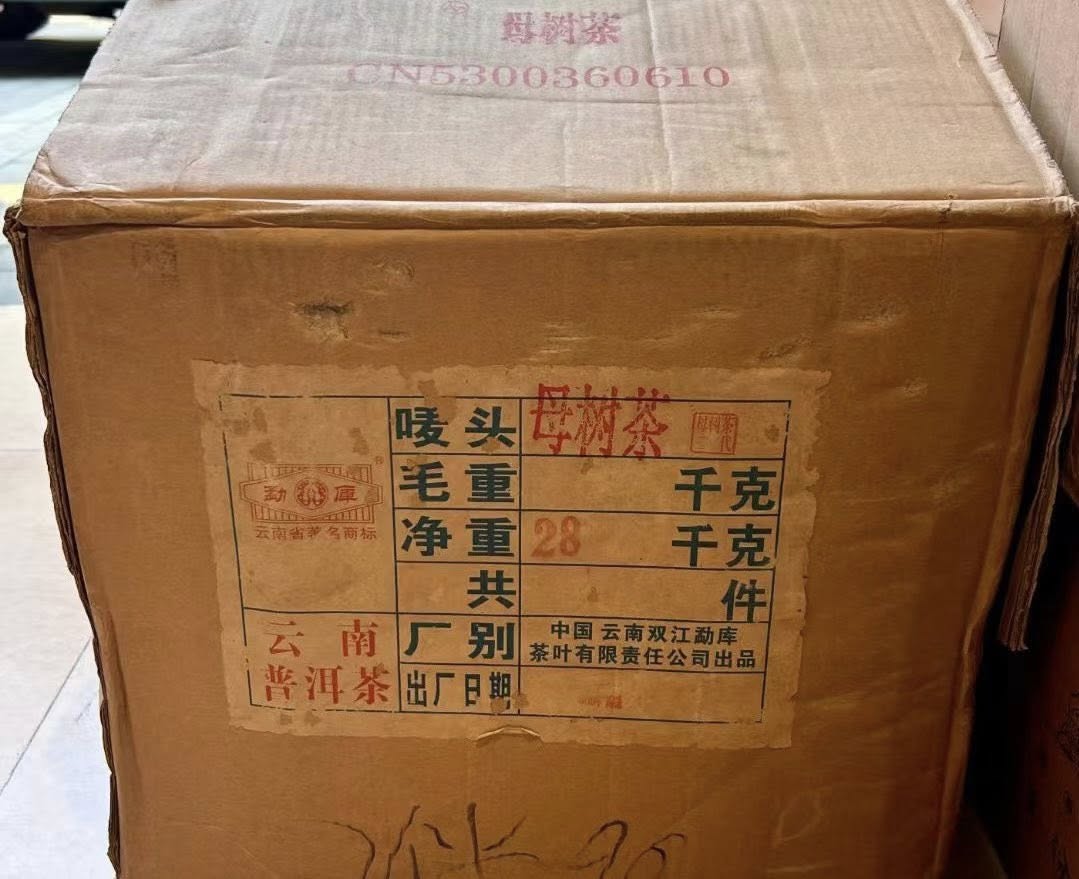 母树茶
CN5300360610
唛头 母树茶
毛重 千克
勐库
®
云南省著名商标
净重 28 千克
共 件
云南
普洱茶
厂别 中国 云南双江勐库
茶叶有限责任公司出品
出厂日期